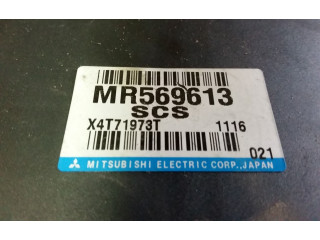 MR569613
SCS
X4T71973T 1116
021
MITSUBISHI ELECTRIC CORP., JAPAN